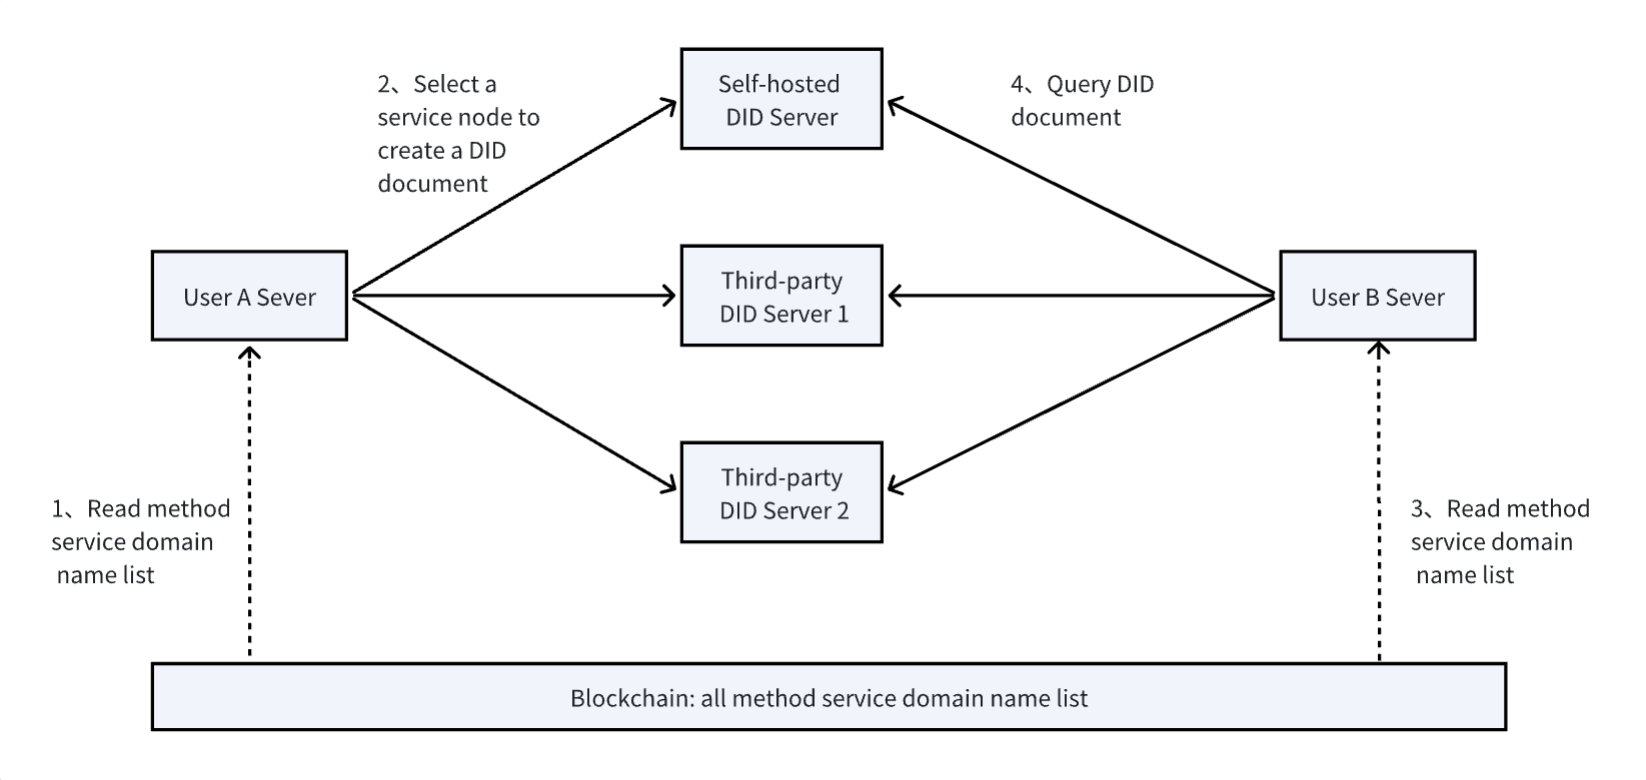 2、Select a
service node to
create a DID
document
Self-hosted
DID Server
4、Query DID
document
User A Sever
Third-party
DID Server 1
User B Sever
Third-party
DID Server 2
1、Read method
service domain
name list
3、Read method
service domain
name list
Blockchain: all method service domain name list